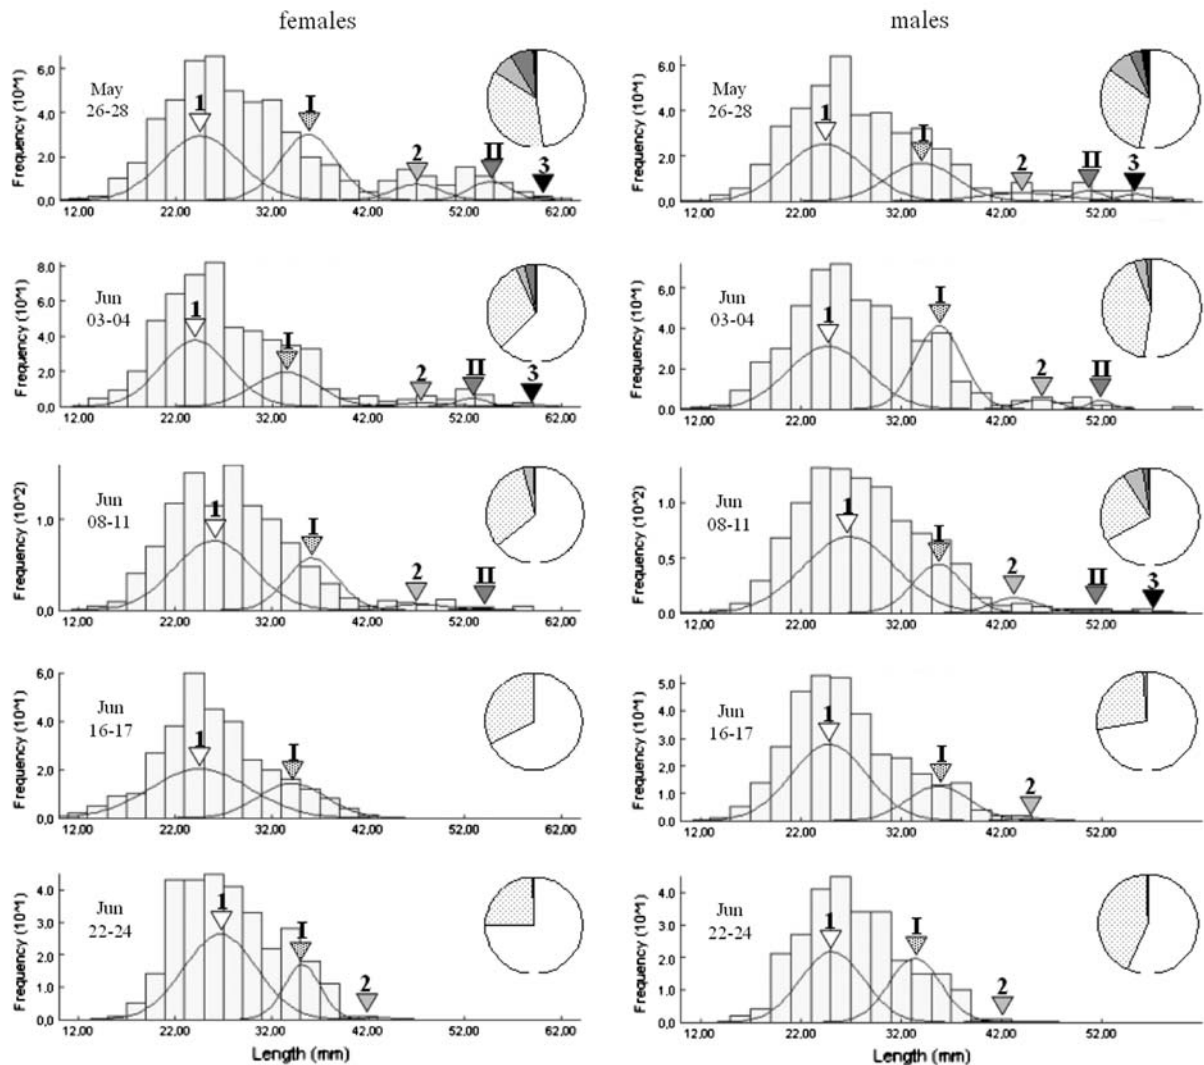 females
males
6,0
4,0
2,0
0,0
Frequency (10^1)
May
26-28
1
I
2
II
3
12,00 22,00 32,00 42,00 52,00 62,00
6,0
4,0
2,0
0,0
Frequency (10^1)
May
26-28
1
I
2
II
3
12,00 22,00 32,00 42,00 52,00
8,0
6,0
4,0
2,0
0,0
Frequency (10^1)
Jun
03-04
1
I
2
II
3
12,00 22,00 32,00 42,00 52,00 62,00
6,0
4,0
2,0
0,0
Frequency (10^1)
Jun
03-04
1
I
2
II
12,00 22,00 32,00 42,00 52,00
1,0
0,0
Frequency (10^2)
Jun
08-11
1
I
2
II
12,00 22,00 32,00 42,00 52,00 62,00
1,0
0,5
0,0
Frequency (10^2)
Jun
08-11
1
I
2
II
3
12,00 22,00 32,00 42,00 52,00
6,0
4,0
2,0
0,0
Frequency (10^1)
Jun
16-17
1
I
12,00 22,00 32,00 42,00 52,00 62,00
5,0
4,0
3,0
2,0
1,0
0,0
Frequency (10^1)
Jun
16-17
1
I
2
12,00 22,00 32,00 42,00 52,00
4,0
3,0
2,0
1,0
0,0
Frequency (10^1)
Jun
22-24
1
I
2
12,00 22,00 32,00 42,00 52,00 62,00
Length (mm)
4,0
3,0
2,0
1,0
0,0
Frequency (10^1)
Jun
22-24
1
I
2
12,00 22,00 32,00 42,00 52,00
Length (mm)